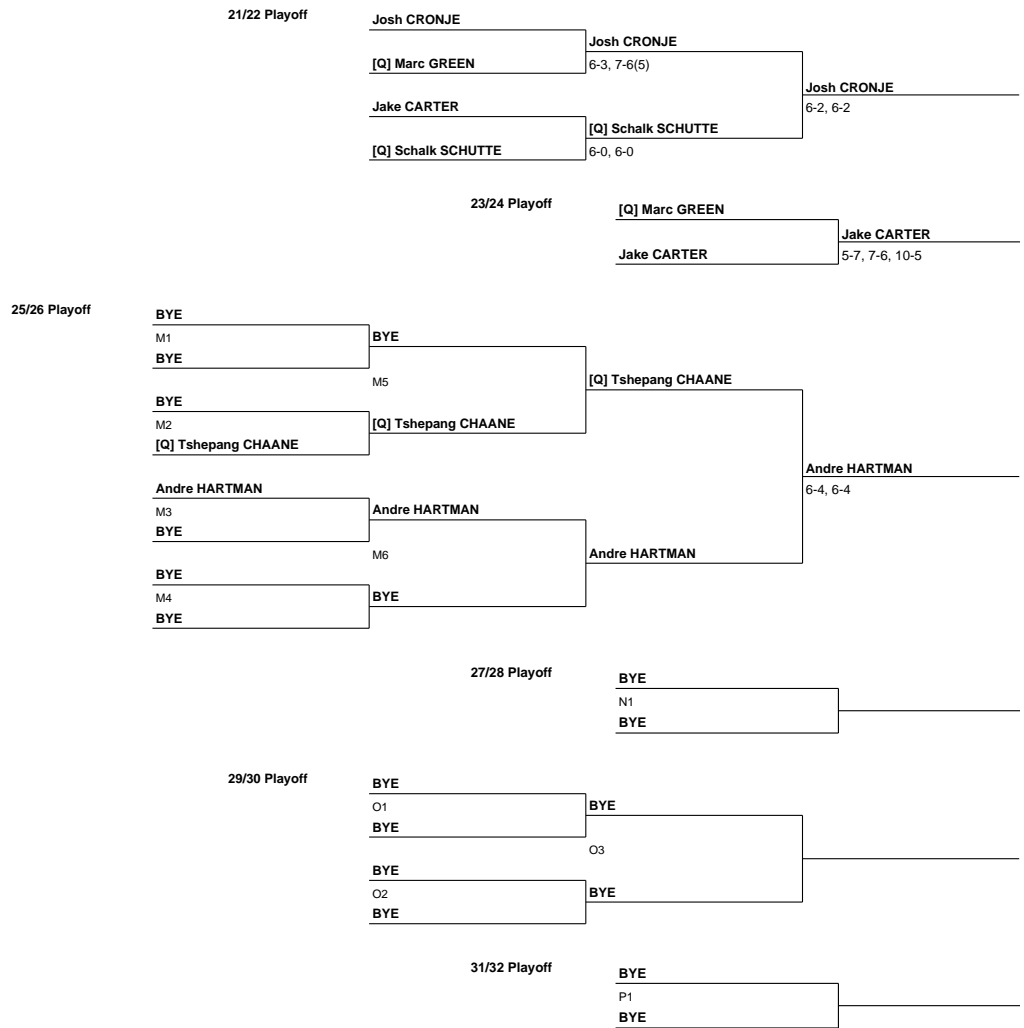 21/22 Playoff
Josh CRONJE
Josh CRONJE
[Q] Marc GREEN
6-3, 7-6(5)
Josh CRONJE
Jake CARTER
6-2, 6-2
[Q] Schalk SCHUTTE
[Q] Schalk SCHUTTE
6-0, 6-0
23/24 Playoff
[Q] Marc GREEN
Jake CARTER
Jake CARTER
5-7, 7-6, 10-5
25/26 Playoff
BYE
M1
BYE
BYE
M5
[Q] Tshepang CHAANE
BYE
M2
[Q] Tshepang CHAANE
[Q] Tshepang CHAANE
Andre HARTMAN
Andre HARTMAN
6-4, 6-4
M3
Andre HARTMAN
BYE
M6
Andre HARTMAN
BYE
M4
BYE
BYE
27/28 Playoff
BYE
N1
BYE
29/30 Playoff
BYE
O1
BYE
BYE
O3
BYE
O2
BYE
BYE
31/32 Playoff
BYE
P1
BYE